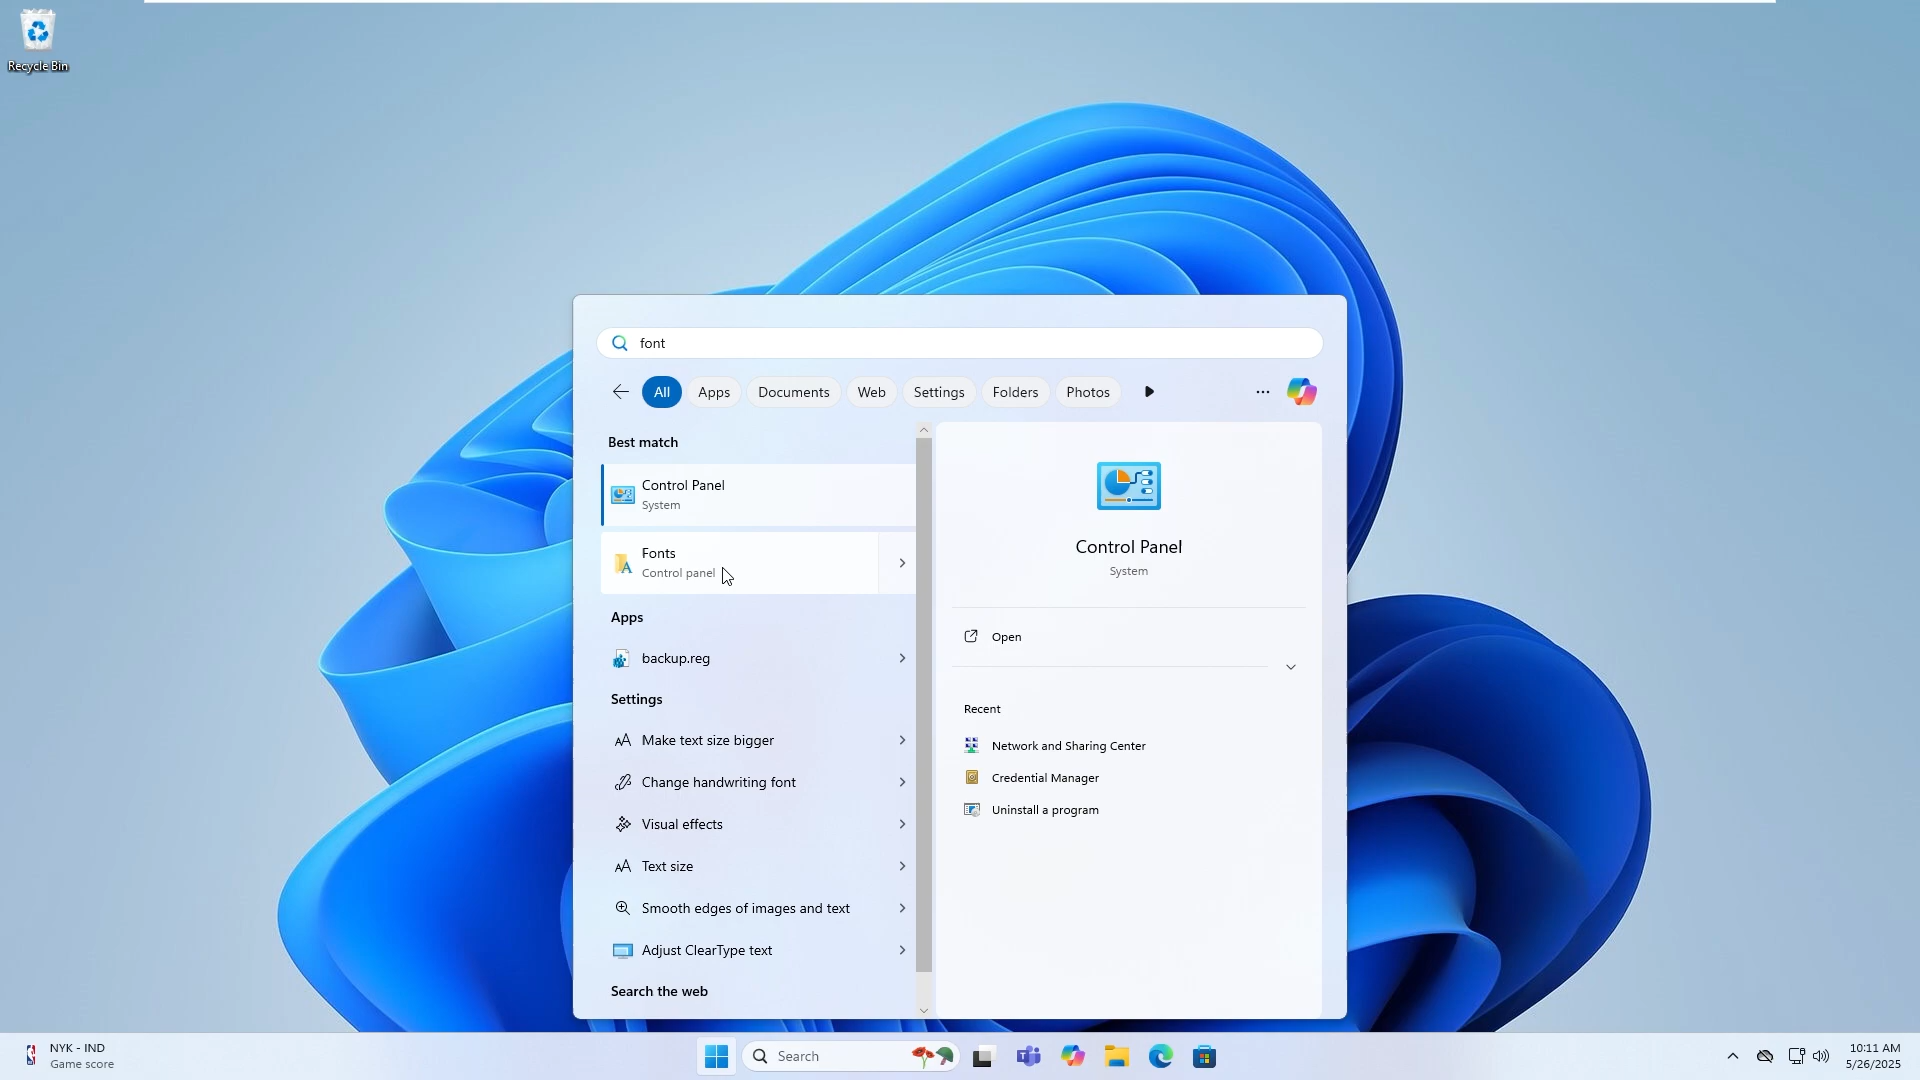 Recycle Bin
font
All
Apps
Documents
Web
Settings
Folders
Photos
Best match
Control Panel
System
Fonts
Control panel
Apps
backup.reg
Settings
Make text size bigger
Change handwriting font
Visual effects
Text size
Smooth edges of images and text
Adjust ClearType text
Search the web
Control Panel
System
Open
Recent
Network and Sharing Center
Credential Manager
Uninstall a program
NYK - IND
Game score
Search
10:11 AM
5/26/2025